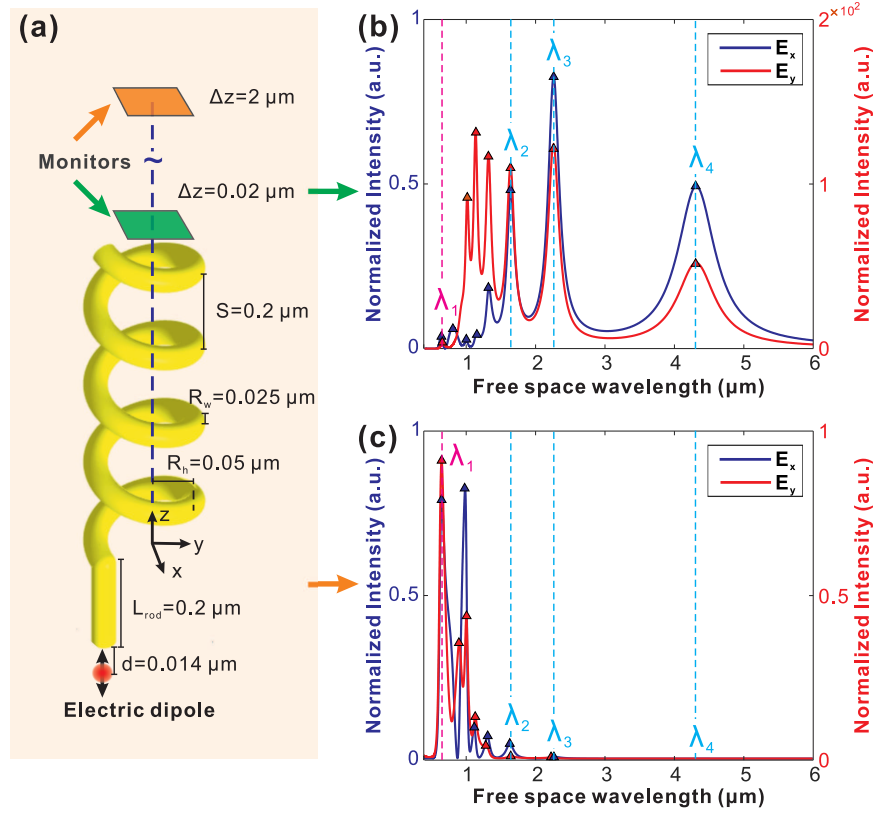 (a)
Δz=2 µm
Monitors
~
Δz=0.02 µm
S=0.2 µm
R_w=0.025 µm
R_h=0.05 µm
z
y
x
L_rod=0.2 µm
d=0.014 µm
Electric dipole
(b)
Normalized Intensity (a.u.)
1
0.5
0
1 2 3 4 5 6
Free space wavelength (µm)
λ₁
λ₂
λ₃
λ₄
E_x
E_y
×10²
2
1
0
Normalized Intensity (a.u.)
(c)
Normalized Intensity (a.u.)
1
0.5
0
1 2 3 4 5 6
Free space wavelength (µm)
λ₁
λ₂
λ₃
λ₄
E_x
E_y
1
0.5
0
Normalized Intensity (a.u.)